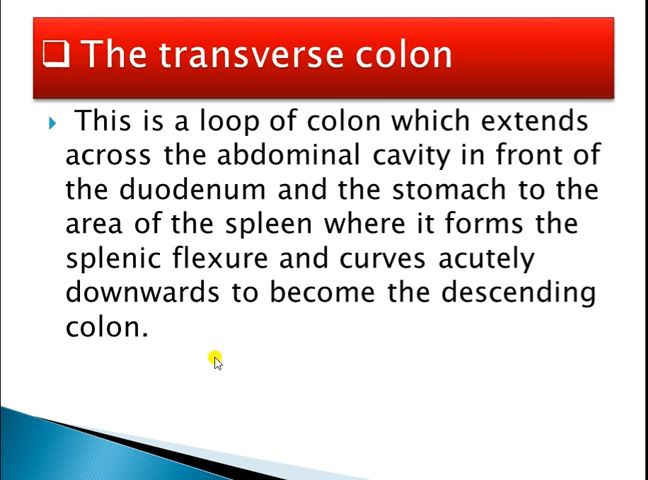 The transverse colon
This is a loop of colon which extends
across the abdominal cavity in front of
the duodenum and the stomach to the
area of the spleen where it forms the
splenic flexure and curves acutely
downwards to become the descending
colon.